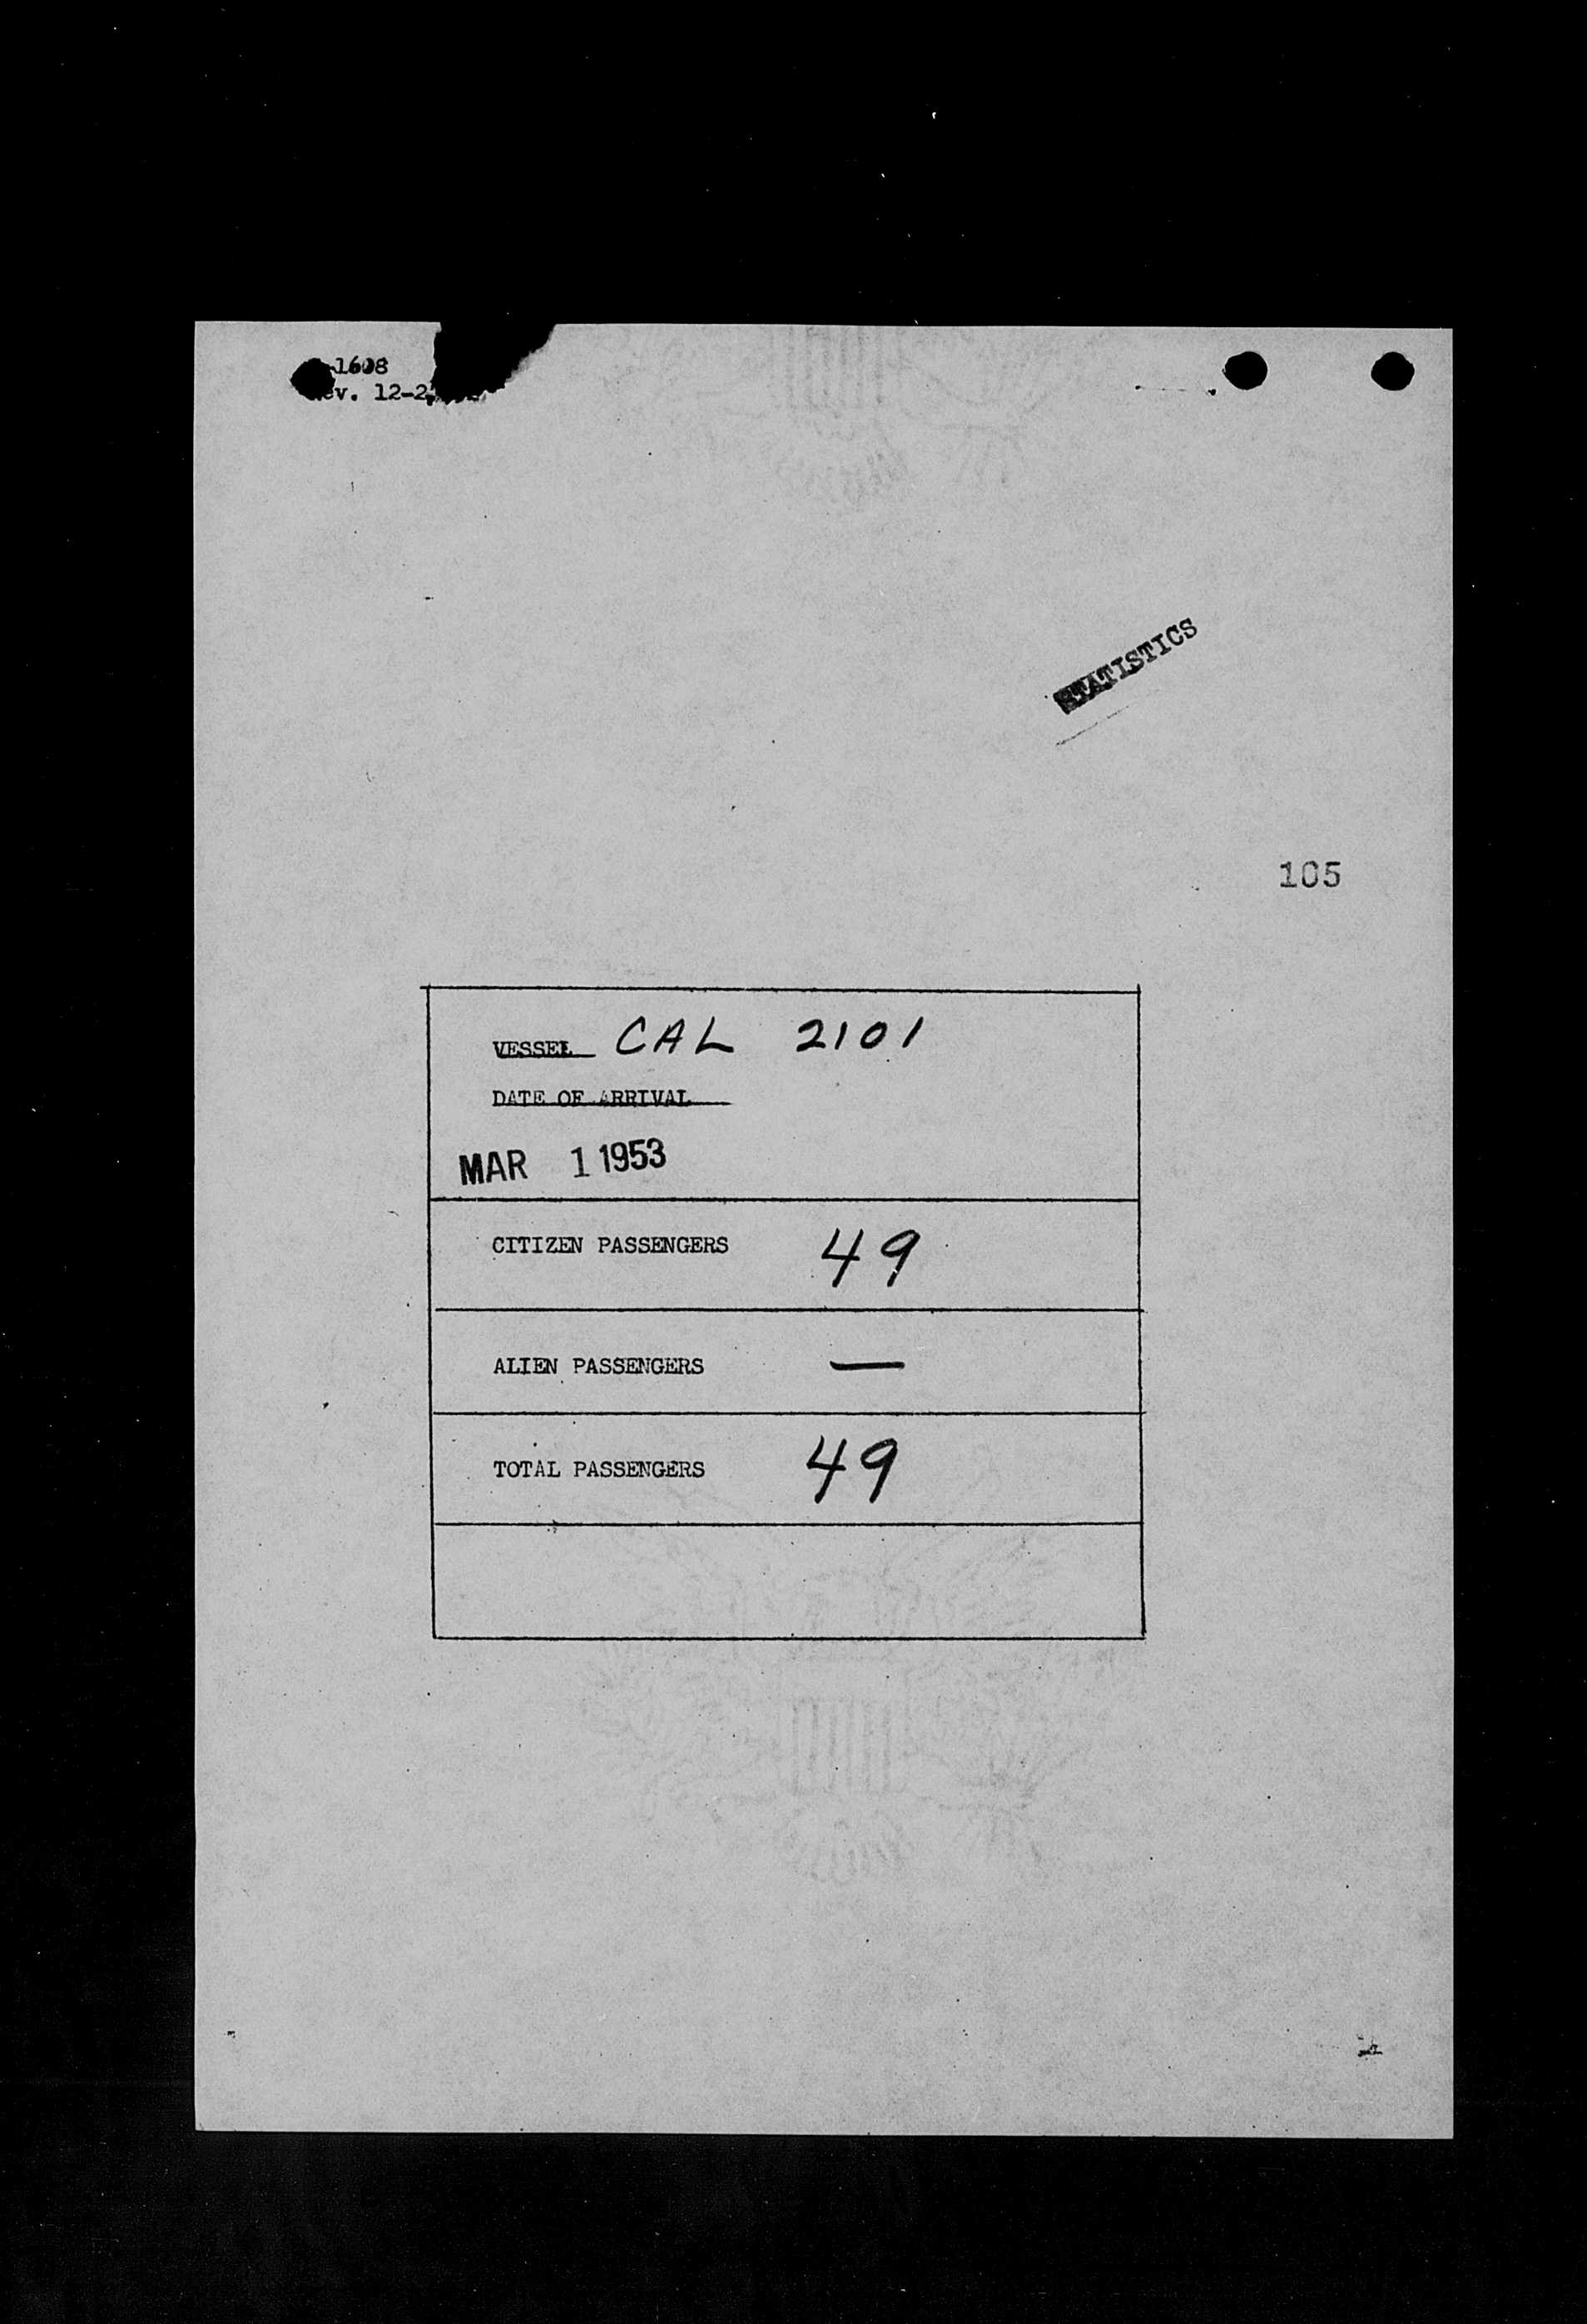 -1608
ev. 12-2
STATISTICS
105
VESSEL CAL 2101
DATE OF ARRIVAL
MAR 1 1953
CITIZEN PASSENGERS 49
ALIEN PASSENGERS —
TOTAL PASSENGERS 49